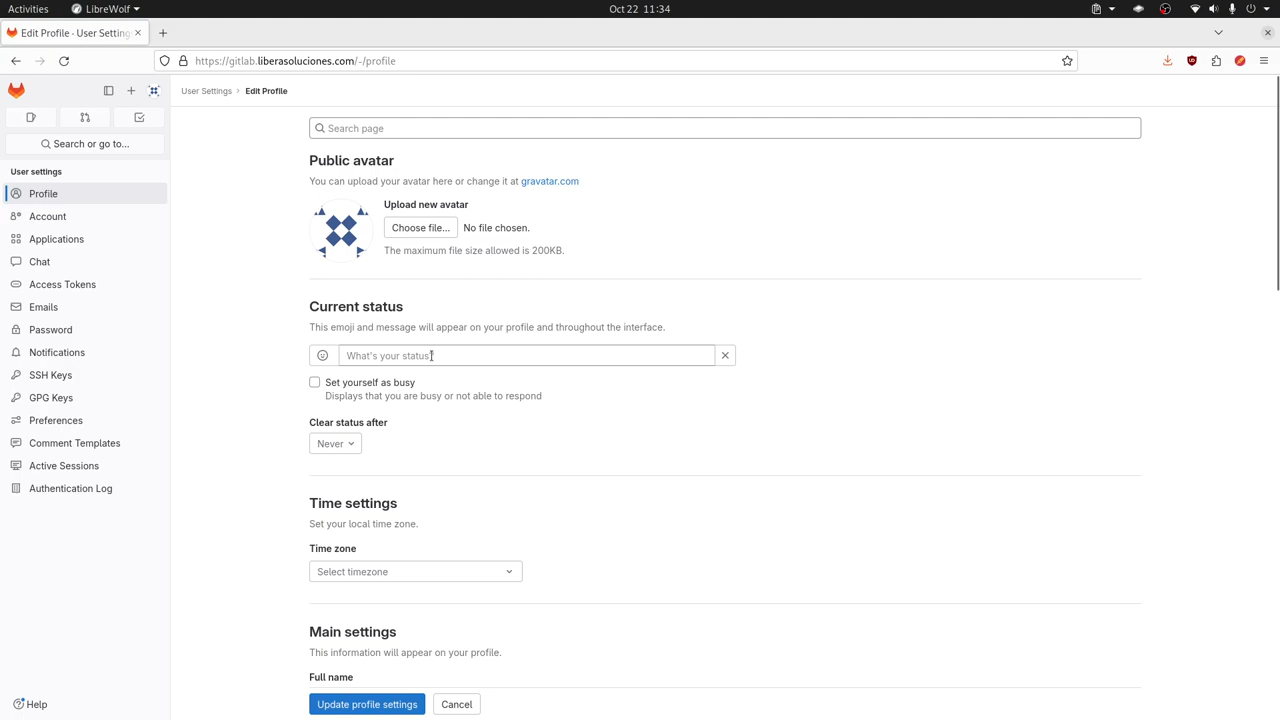 Activities
LibreWolf
Oct 22 11:34
Edit Profile · User Setting
https://gitlab.liberasoluciones.com/-/profile
User Settings › Edit Profile
Search or go to...
User settings
Profile
Account
Applications
Chat
Access Tokens
Emails
Password
Notifications
SSH Keys
GPG Keys
Preferences
Comment Templates
Active Sessions
Authentication Log
Help
Search page
Public avatar
You can upload your avatar here or change it at gravatar.com
Upload new avatar
Choose file... No file chosen.
The maximum file size allowed is 200KB.
Current status
This emoji and message will appear on your profile and throughout the interface.
What's your status?
Set yourself as busy
Displays that you are busy or not able to respond
Clear status after
Never
Time settings
Set your local time zone.
Time zone
Select timezone
Main settings
This information will appear on your profile.
Full name
Update profile settings
Cancel